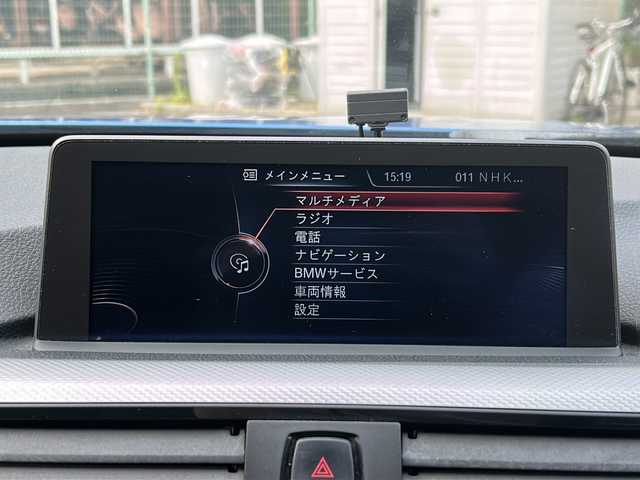 メインメニュー 15:19 011 NHK...
マルチメディア
ラジオ
電話
ナビゲーション
BMWサービス
車両情報
設定